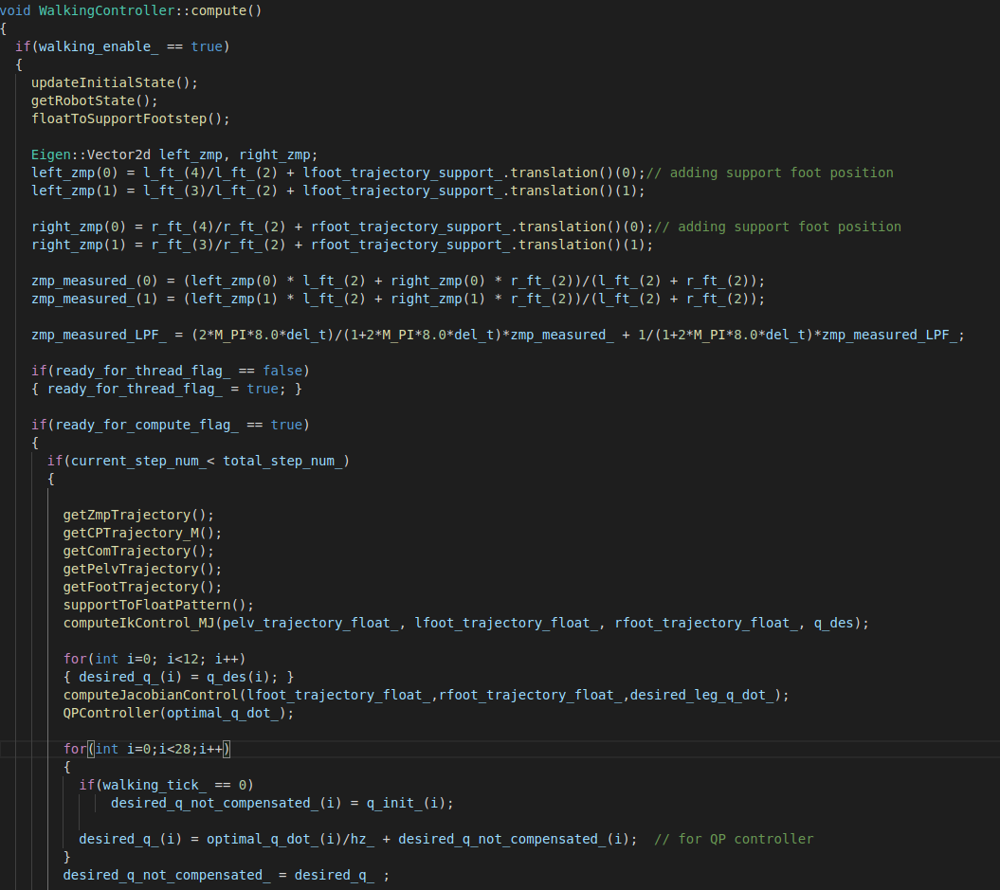 void WalkingController::compute()
{
  if(walking_enable_ == true)
  {
    updateInitialState();
    getRobotState();
    floatToSupportFootstep();

    Eigen::Vector2d left_zmp, right_zmp;
    left_zmp(0) = l_ft_(4)/l_ft_(2) + lfoot_trajectory_support_.translation()(0);// adding support foot position
    left_zmp(1) = l_ft_(3)/l_ft_(2) + lfoot_trajectory_support_.translation()(1);

    right_zmp(0) = r_ft_(4)/r_ft_(2) + rfoot_trajectory_support_.translation()(0);// adding support foot position
    right_zmp(1) = r_ft_(3)/r_ft_(2) + rfoot_trajectory_support_.translation()(1);

    zmp_measured_(0) = (left_zmp(0) * l_ft_(2) + right_zmp(0) * r_ft_(2))/(l_ft_(2) + r_ft_(2));
    zmp_measured_(1) = (left_zmp(1) * l_ft_(2) + right_zmp(1) * r_ft_(2))/(l_ft_(2) + r_ft_(2));

    zmp_measured_LPF_ = (2*M_PI*8.0*del_t)/(1+2*M_PI*8.0*del_t)*zmp_measured_ + 1/(1+2*M_PI*8.0*del_t)*zmp_measured_LPF_;

    if(ready_for_thread_flag_ == false)
    { ready_for_thread_flag_ = true; }

    if(ready_for_compute_flag_ == true)
    {
      if(current_step_num_< total_step_num_)
      {

        getZmpTrajectory();
        getCPTrajectory_M();
        getComTrajectory();
        getPelvTrajectory();
        getFootTrajectory();
        supportToFloatPattern();
        computeIkControl_MJ(pelv_trajectory_float_, lfoot_trajectory_float_, rfoot_trajectory_float_, q_des);

        for(int i=0; i<12; i++)
        { desired_q_(i) = q_des(i); }
        computeJacobianControl(lfoot_trajectory_float_,rfoot_trajectory_float_,desired_leg_q_dot_);
        QPController(optimal_q_dot_);

        for(int i=0;i<28;i++)
        {
          if(walking_tick_ == 0)
              desired_q_not_compensated_(i) = q_init_(i);

          desired_q_(i) = optimal_q_dot_(i)/hz_ + desired_q_not_compensated_(i);  // for QP controller
        }
        desired_q_not_compensated_ = desired_q_ ;